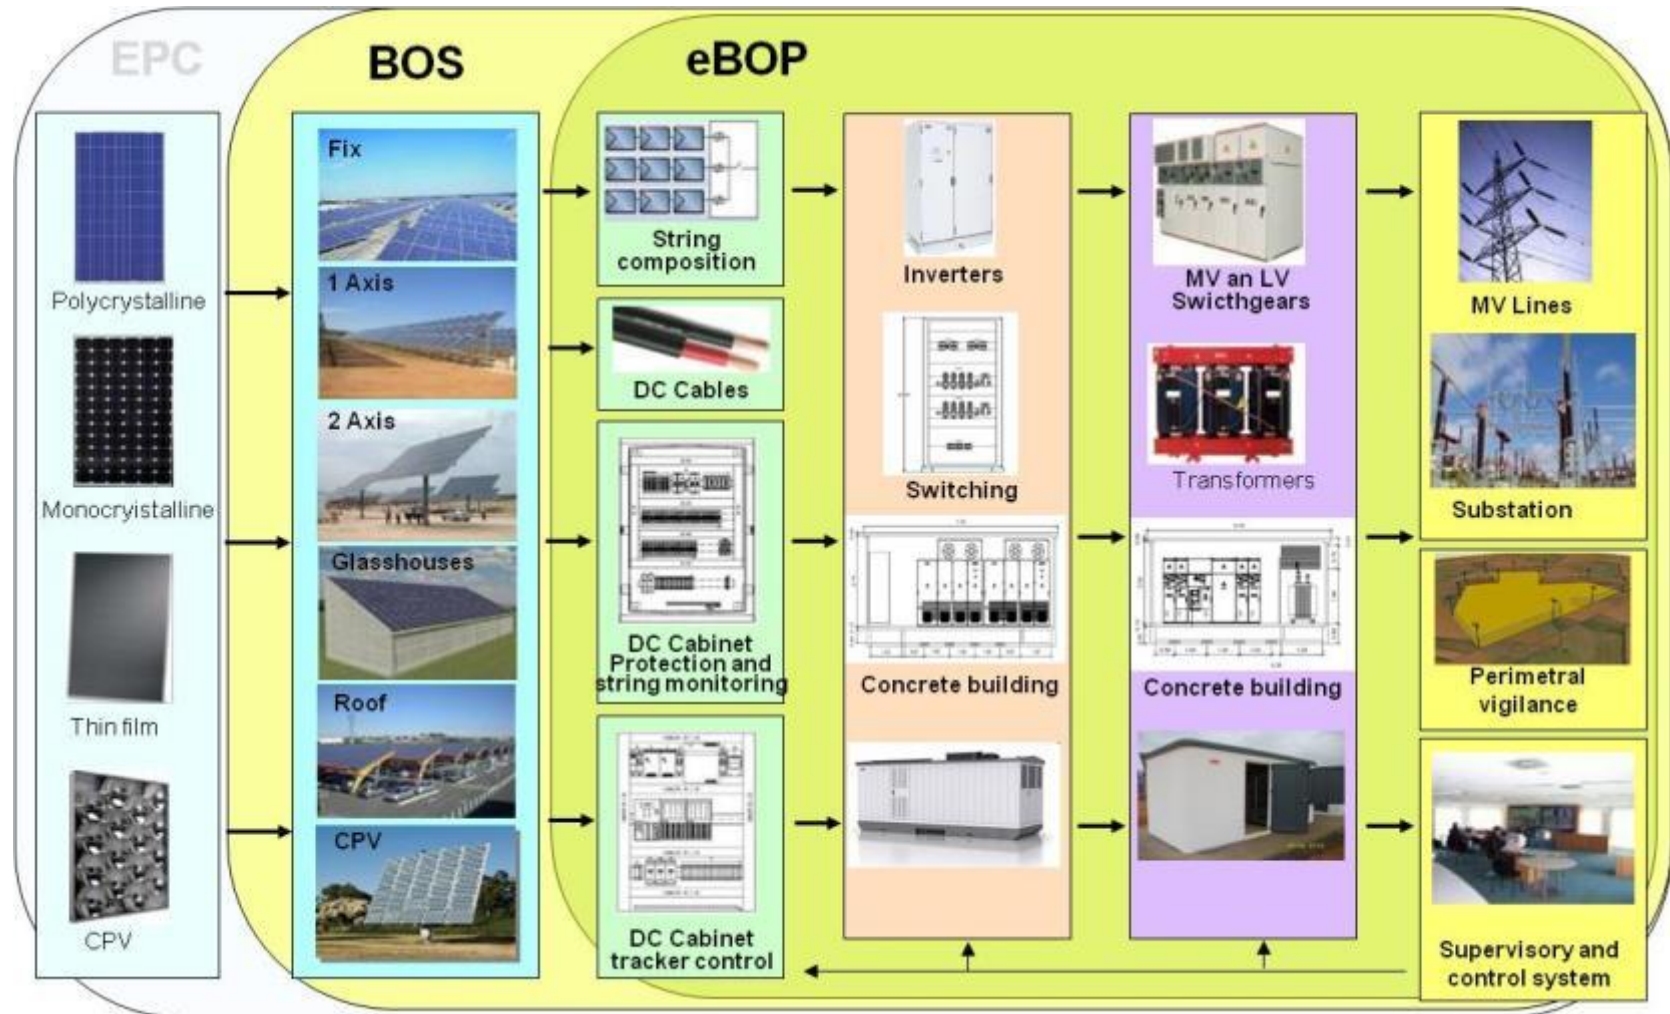 EPC
BOS
eBOP
Polycrystalline
Monocryistalline
Thin film
CPV
Fix
1 Axis
2 Axis
Glasshouses
Roof
CPV
String
composition
DC Cables
DC Cabinet
Protection and
string monitoring
DC Cabinet
tracker control
Inverters
Switching
Concrete building
MV an LV
Swicthgears
Transformers
Concrete building
MV Lines
Substation
Perimetral
vigilance
Supervisory and
control system